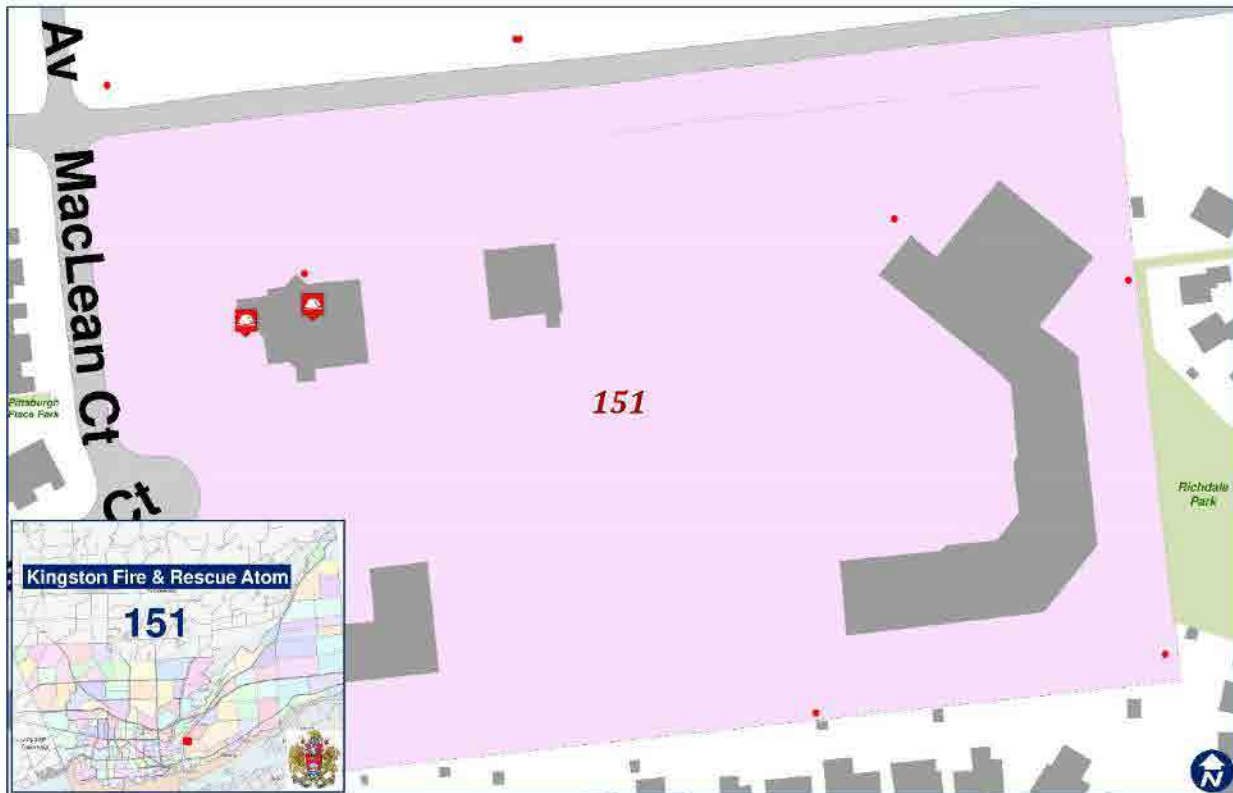 Av
MacLean Ct
151
Pittsburgh
Place Park
Ct
Richdale
Park
Kingston Fire & Rescue Atom
151
N